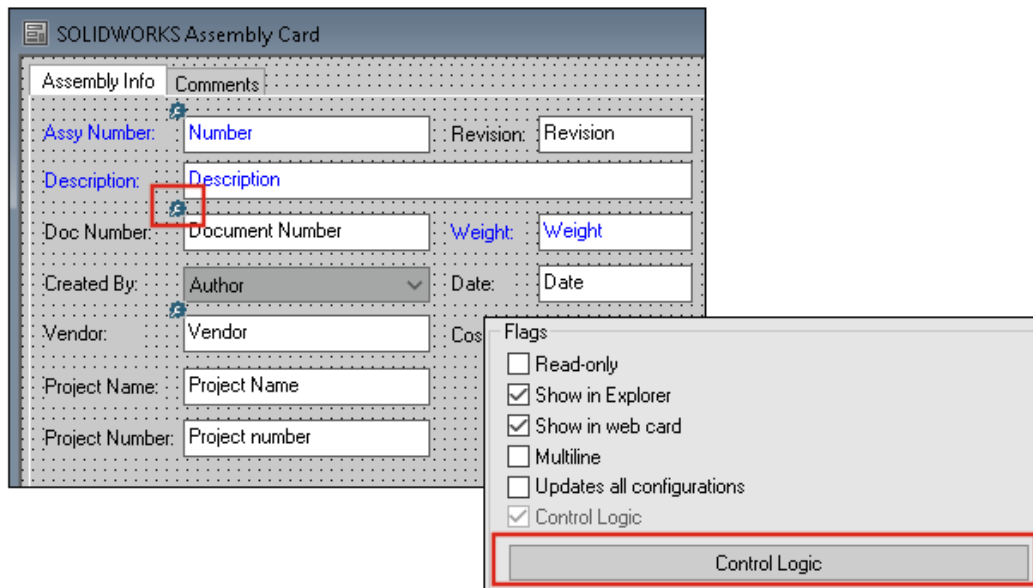 SOLIDWORKS Assembly Card
Assembly Info Comments
Assy Number: Number Revision: Revision
Description: Description
Doc Number: Document Number Weight: Weight
Created By: Author Date: Date
Vendor: Vendor Cos
Project Name: Project Name
Project Number: Project number
Flags
Read-only
Show in Explorer
Show in web card
Multiline
Updates all configurations
Control Logic
Control Logic